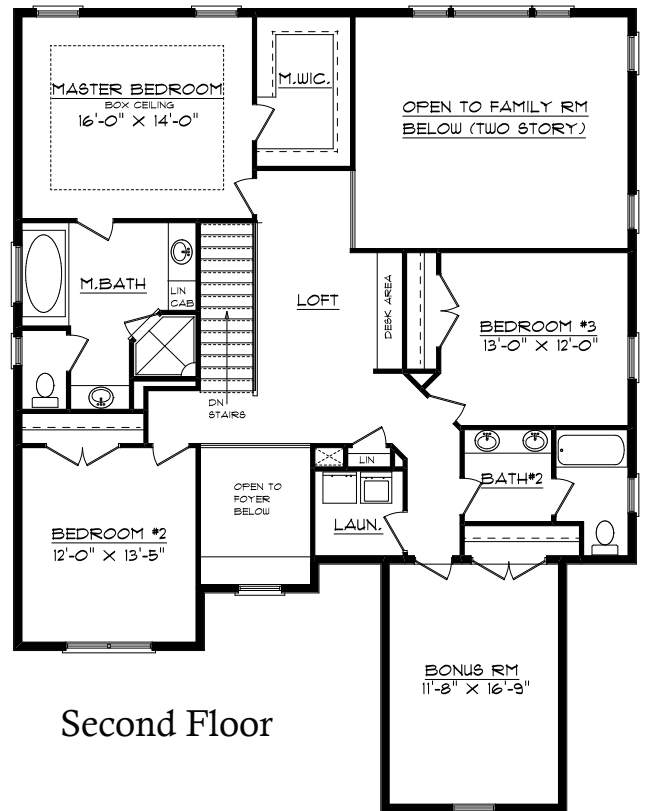 MASTER BEDROOM
BOX CEILING
16'-0" X 14'-0"
M.WIC.
OPEN TO FAMILY RM
BELOW (TWO STORY)
M.BATH
LIN
CAB
LOFT
DESK AREA
BEDROOM #3
13'-0" X 12'-0"
DN
STAIRS
LIN
OPEN TO
FOYER
BELOW
LAUN.
BATH#2
BEDROOM #2
12'-0" X 13'-5"
BONUS RM
11'-8" X 16'-9"
Second Floor